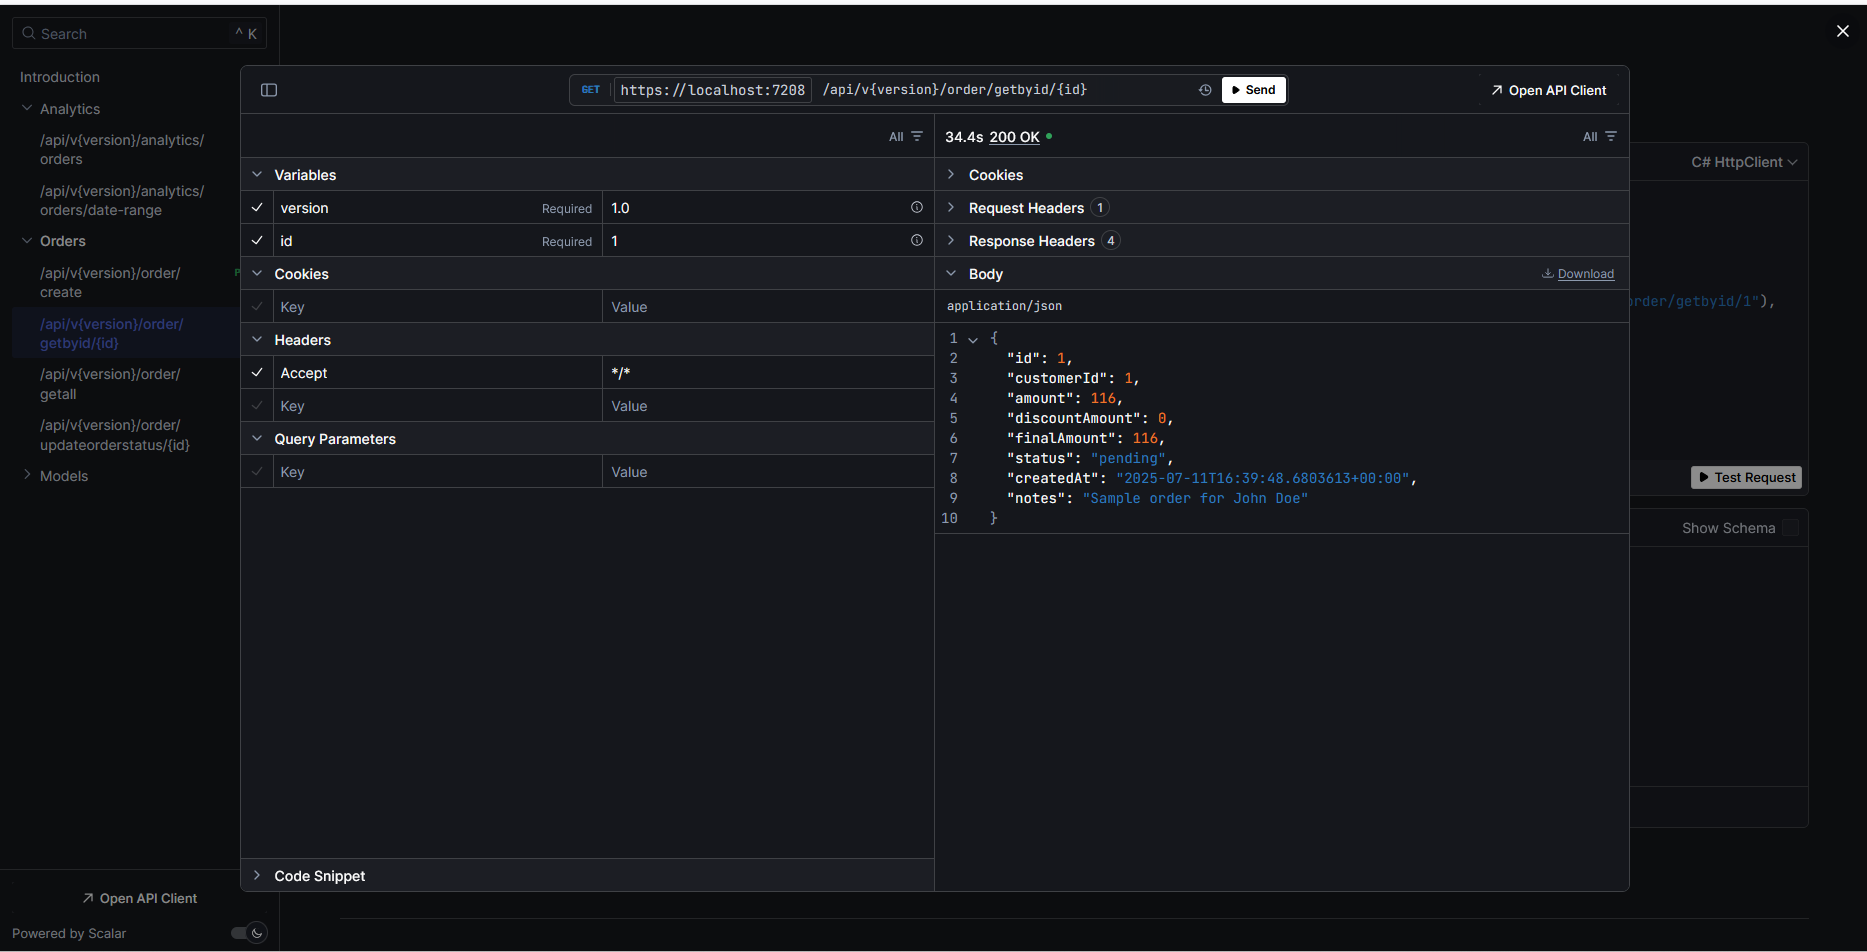 Search
^ K
Introduction
Analytics
/api/v{version}/analytics/
orders
/api/v{version}/analytics/
orders/date-range
Orders
/api/v{version}/order/
create
P
/api/v{version}/order/
getbyid/{id}
/api/v{version}/order/
getall
/api/v{version}/order/
updateorderstatus/{id}
Models
Open API Client
Powered by Scalar
GET https://localhost:7208 /api/v{version}/order/getbyid/{id} Send
Open API Client
All
Variables
version Required 1.0
id Required 1
Cookies
Key Value
Headers
Accept */*
Key Value
Query Parameters
Key Value
Code Snippet
34.4s 200 OK
All
Cookies
Request Headers 1
Response Headers 4
Body Download
application/json
1 {
2 "id": 1,
3 "customerId": 1,
4 "amount": 116,
5 "discountAmount": 0,
6 "finalAmount": 116,
7 "status": "pending",
8 "createdAt": "2025-07-11T16:39:48.6803613+00:00",
9 "notes": "Sample order for John Doe"
10 }
C# HttpClient
order/getbyid/1"),
Test Request
Show Schema